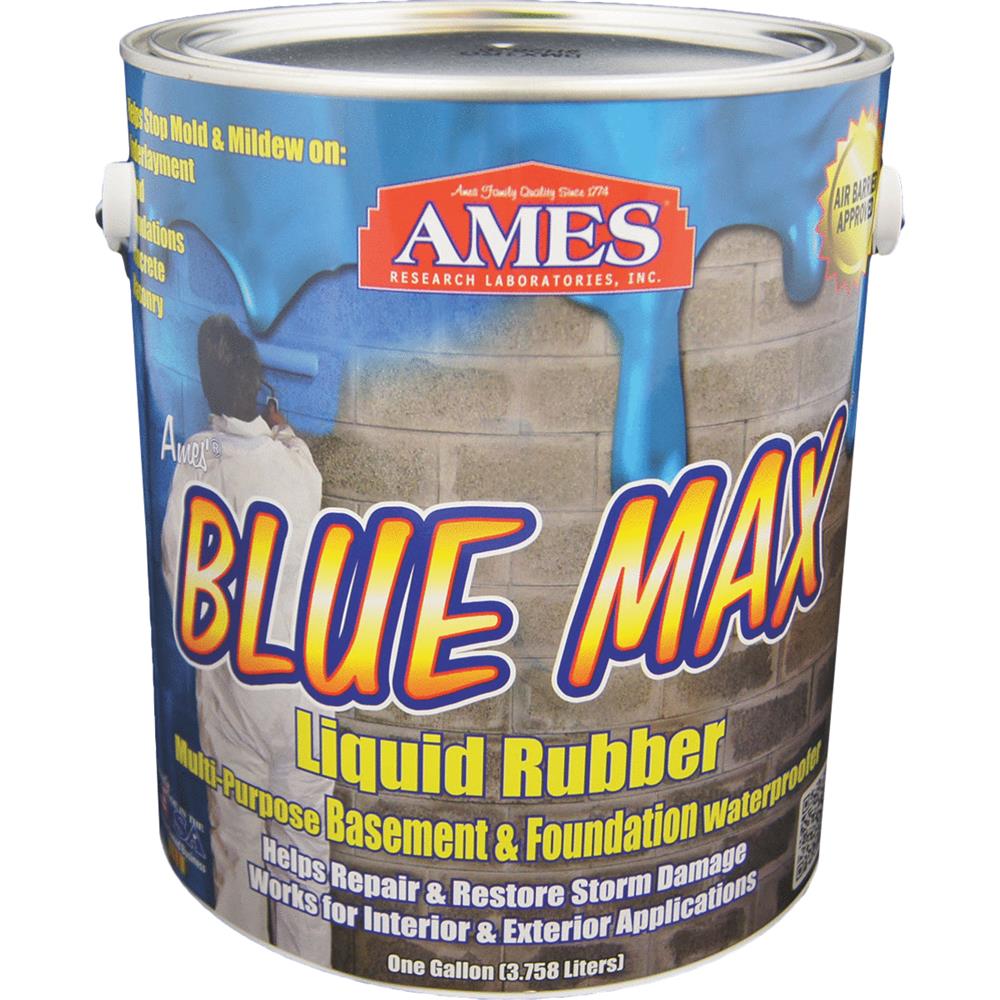 Stop Mold & Mildew on:
AIR BARRIER
APPROVED
Ames Family Quality Since 1774
AMES
RESEARCH LABORATORIES, INC.
Ames'®
BLUE MAX
Liquid Rubber
Multi-Purpose Basement & Foundation Waterproofer
Helps Repair & Restore Storm Damage
Works for Interior & Exterior Applications
One Gallon (3.758 Liters)